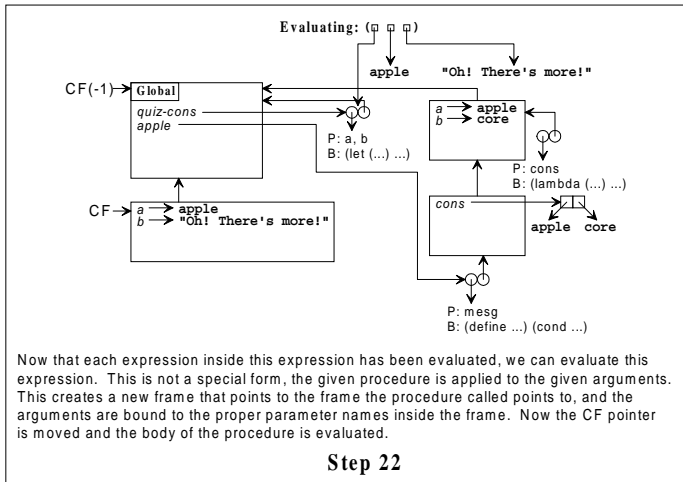 Evaluating: ( )
apple "Oh! There's more!"
CF(-1)
Global
quiz-cons
apple
P: a, b
B: (let (...) ...)
a apple
b core
P: cons
B: (lambda (...) ...)
CF
a apple
b "Oh! There's more!"
cons
apple core
P: mesg
B: (define ...) (cond ...)
Now that each expression inside this expression has been evaluated, we can evaluate this
expression. This is not a special form, the given procedure is applied to the given arguments.
This creates a new frame that points to the frame the procedure called points to, and the
arguments are bound to the proper parameter names inside the frame. Now the CF pointer
is moved and the body of the procedure is evaluated.
Step 22